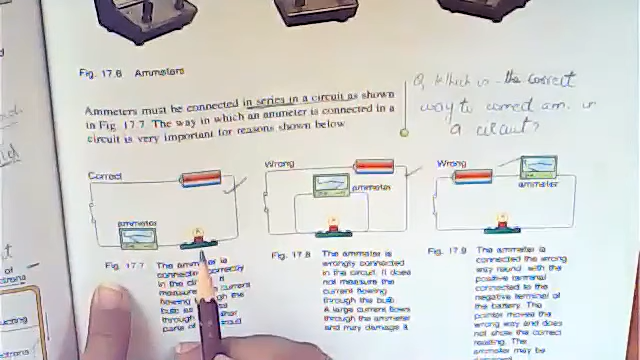 Fig. 17.6 Ammeters
Ammeters must be connected in series in a circuit as shown
in Fig. 17.7. The way in which an ammeter is connected in a
circuit is very important for reasons shown below
Q, Which is the correct
way to connect am. in
a circuit?
Correct
ammeter
Wrong
ammeter
Wrong
ammeter
Fig. 17.7 The ammeter is
correctly
in the
current
the
through
parts of
Fig. 17.8 The ammeter is
wrongly connected
in the circuit. It does
not measure the
current flowing
through the bulb
A large current flows
through the ammeter
and may damage it
Fig. 17.9 The ammeter is
connected the wrong
way round with the
positive terminal
connected to the
negative terminal of
the battery. The
pointer moves the
wrong way and does
not show the correct
reading. The
ammeter may be